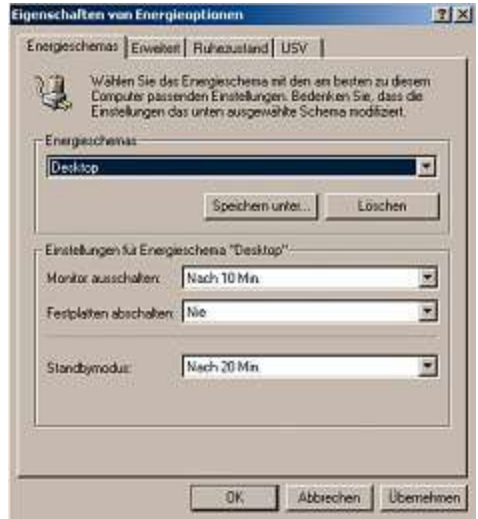 Eigenschaften von Energieoptionen
Energieschemas Erweitert Ruhezustand USV
Wählen Sie das Energieschema mit den am besten zu diesem
Computer passenden Einstellungen. Bedenken Sie, dass die
Einstellungen das unten ausgewählte Schema modifiziert.
Energieschemas
Desktop
Speichern unter... Löschen
Einstellungen für Energieschema "Desktop"
Monitor ausschalten: Nach 10 Min.
Festplatten abschalten: Nie
Standbymodus: Nach 20 Min.
OK Abbrechen Übernehmen